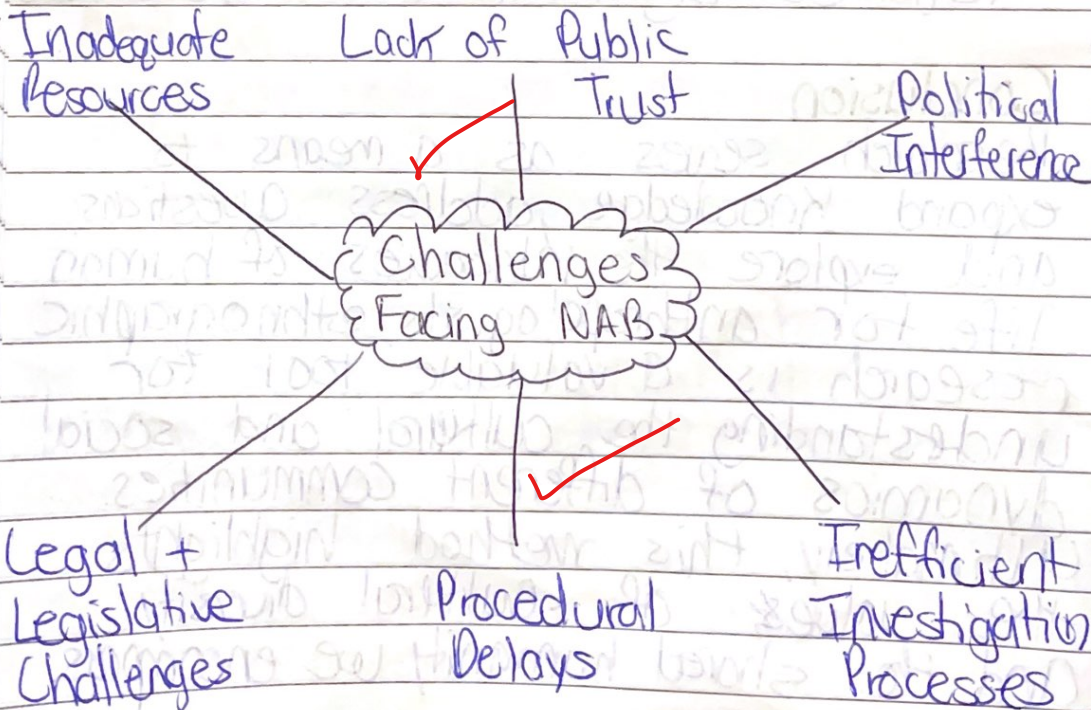 Inadequate
Resources
Lack of Public
Trust
Political
Interference
Challenges
Facing NAB
Legal +
Legislative
Challenges
Procedural
Delays
Inefficient
Investigation
Processes